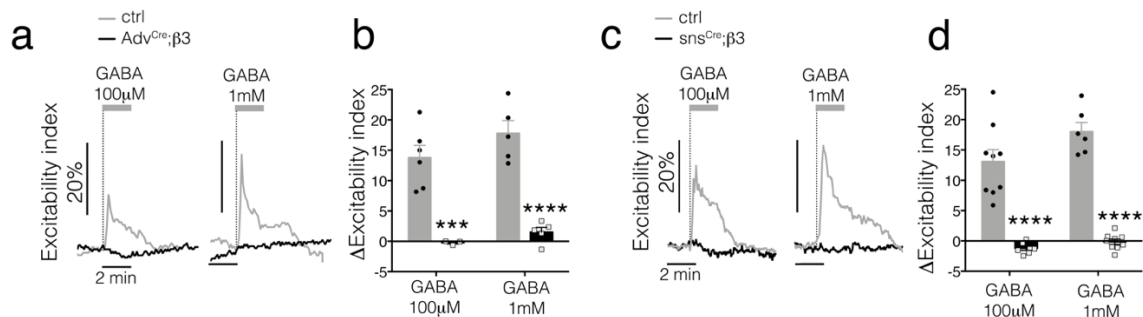 a
ctrl
Adv^Cre;β3
GABA
100μM
GABA
1mM
Excitability index
20%
2 min
b
ΔExcitability index
25
20
15
10
5
0
-5
***
****
GABA
100μM
GABA
1mM
c
ctrl
sns^Cre;β3
GABA
100μM
GABA
1mM
Excitability index
20%
2 min
d
ΔExcitability index
25
20
15
10
5
0
-5
****
****
GABA
100μM
GABA
1mM